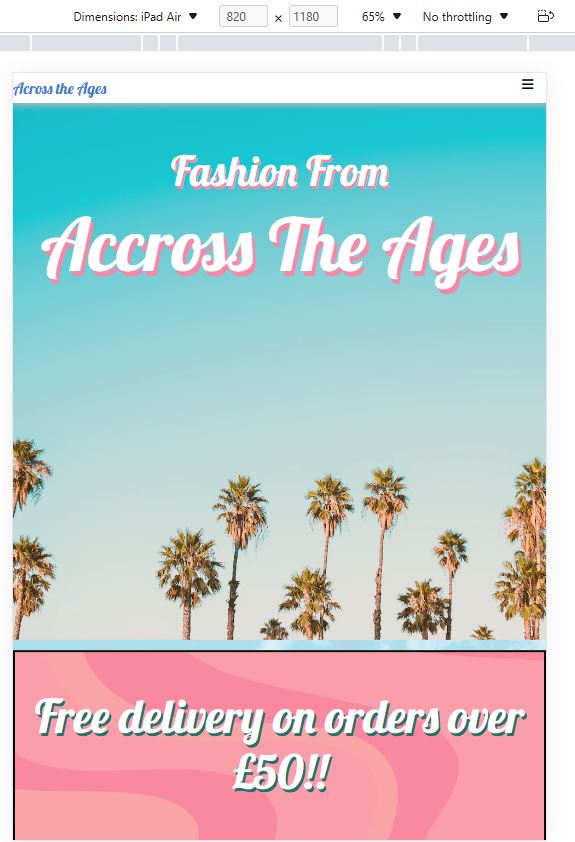 Dimensions: iPad Air ▼ 820 × 1180 65% ▼ No throttling ▼
Across the Ages
Fashion From
Accross The Ages
Free delivery on orders over
£50!!